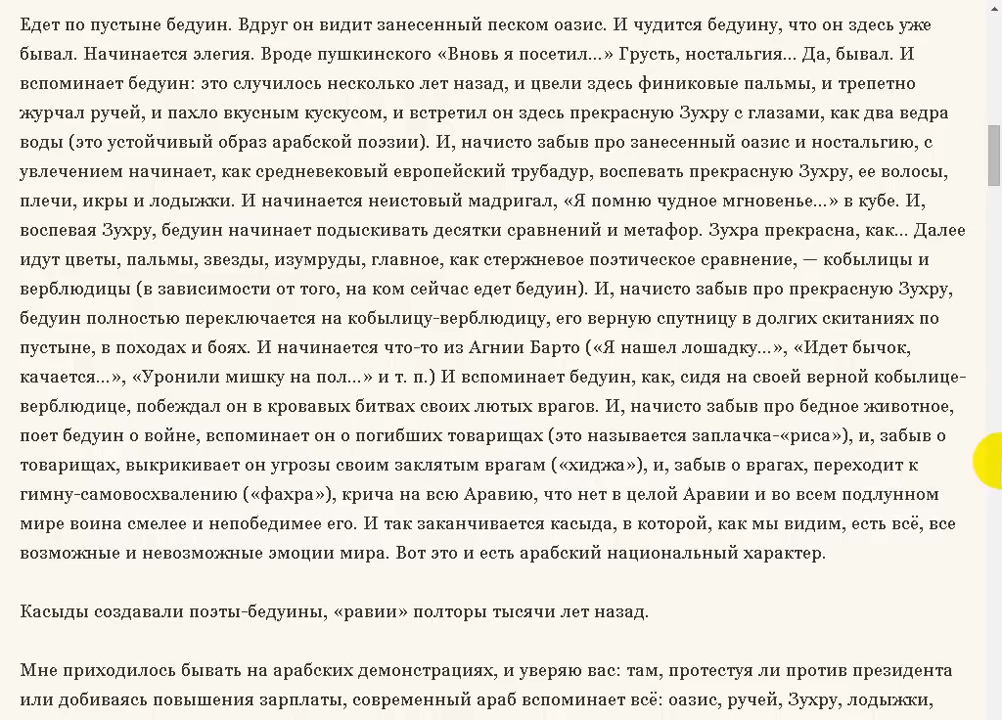 Едет по пустыне бедуин. Вдруг он видит занесенный песком оазис. И чудится бедуину, что он здесь уже
бывал. Начинается элегия. Вроде пушкинского «Вновь я посетил...» Грусть, ностальгия... Да, бывал. И
вспоминает бедуин: это случилось несколько лет назад, и цвели здесь финиковые пальмы, и трепетно
журчал ручей, и пахло вкусным кускусом, и встретил он здесь прекрасную Зухру с глазами, как два ведра
воды (это устойчивый образ арабской поэзии). И, начисто забыв про занесенный оазис и ностальгию, с
увлечением начинает, как средневековый европейский трубадур, воспевать прекрасную Зухру, ее волосы,
плечи, икры и лодыжки. И начинается неистовый мадригал, «Я помню чудное мгновенье...» в кубе. И,
воспевая Зухру, бедуин начинает подыскивать десятки сравнений и метафор. Зухра прекрасна, как... Далее
идут цветы, пальмы, звезды, изумруды, главное, как стержневое поэтическое сравнение, — кобылицы и
верблюдицы (в зависимости от того, на ком сейчас едет бедуин). И, начисто забыв про прекрасную Зухру,
бедуин полностью переключается на кобылицу-верблюдицу, его верную спутницу в долгих скитаниях по
пустыне, в походах и боях. И начинается что-то из Агнии Барто («Я нашел лошадку...», «Идет бычок,
качается...», «Уронили мишку на пол...» и т. п.) И вспоминает бедуин, как, сидя на своей верной кобылице-
верблюдице, побеждал он в кровавых битвах своих лютых врагов. И, начисто забыв про бедное животное,
поет бедуин о войне, вспоминает он о погибших товарищах (это называется заплачка-«риса»), и, забыв о
товарищах, выкрикивает он угрозы своим заклятым врагам («хиджа»), и, забыв о врагах, переходит к
гимну-самовосхвалению («фахра»), крича на всю Аравию, что нет в целой Аравии и во всем подлунном
мире воина смелее и непобедимее его. И так заканчивается касыда, в которой, как мы видим, есть всё, все
возможные и невозможные эмоции мира. Вот это и есть арабский национальный характер.
Касыды создавали поэты-бедуины, «равии» полторы тысячи лет назад.
Мне приходилось бывать на арабских демонстрациях, и уверяю вас: там, протестуя ли против президента
или добиваясь повышения зарплаты, современный араб вспоминает всё: оазис, ручей, Зухру, лодыжки,